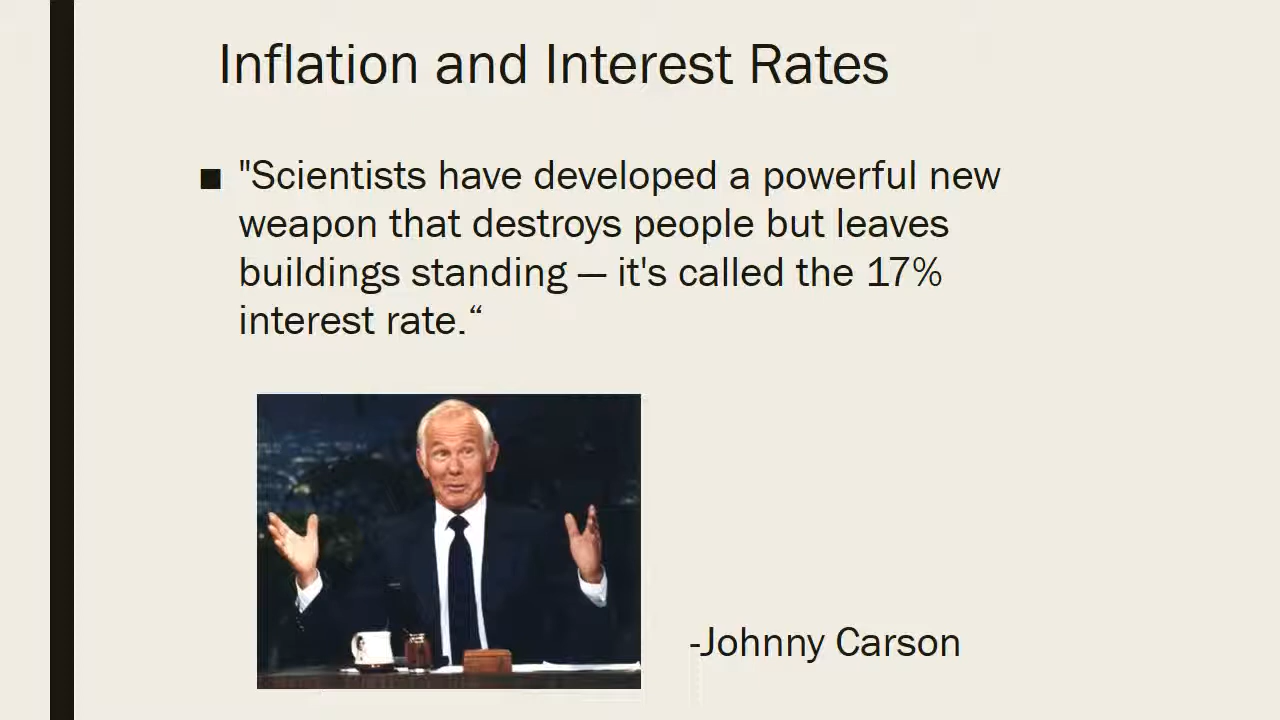 Inflation and Interest Rates
■ "Scientists have developed a powerful new
weapon that destroys people but leaves
buildings standing — it's called the 17%
interest rate.“
-Johnny Carson